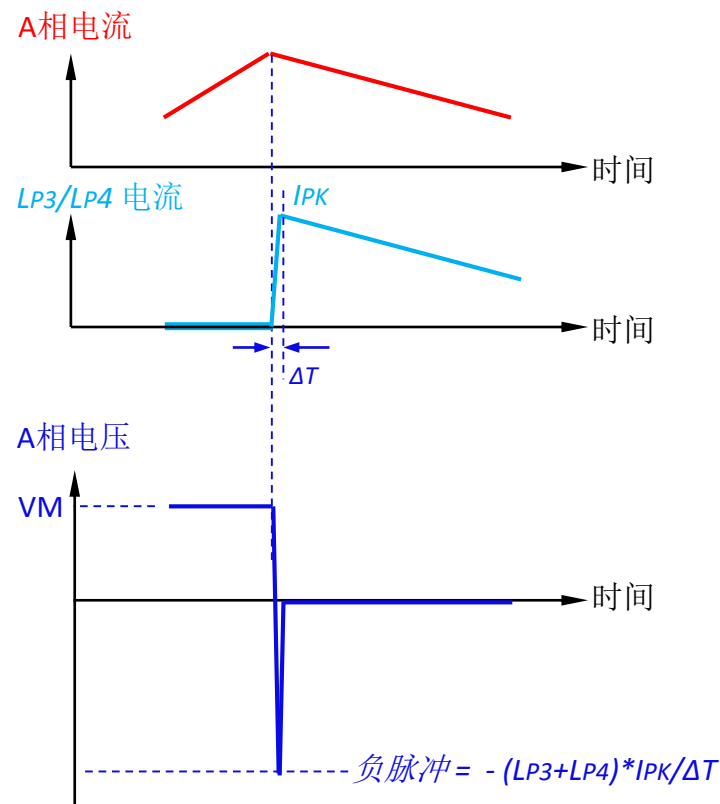 A相电流
时间
LP3/LP4 电流
IPK
时间
ΔT
A相电压
VM
时间
负脉冲 = - (LP3+LP4)*IPK/ΔT